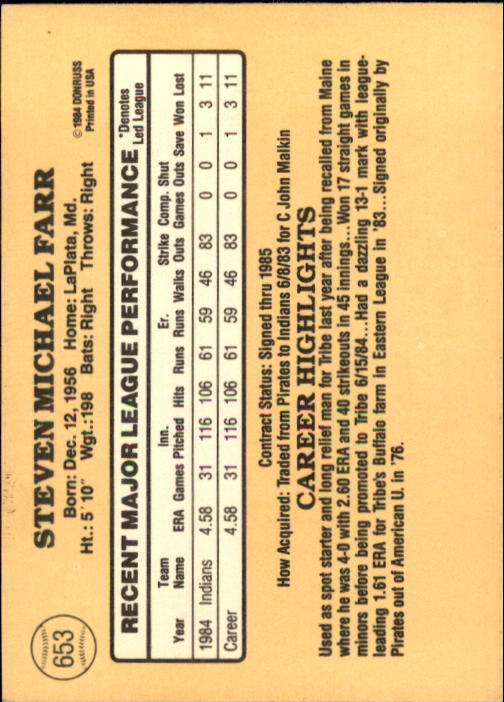 653
STEVEN MICHAEL FARR
Born: Dec. 12, 1956 Home: LaPlata, Md.
Ht.: 5' 10" Wgt.:198 Bats: Right Throws: Right
©1984 DONRUSS
Printed in USA
RECENT MAJOR LEAGUE PERFORMANCE *Denotes Led League
Team Inn. Er. Strike Comp. Shut
Year Name ERA Games Pitched Hits Runs Runs Walks Outs Games Outs Save Won Lost
1984 Indians 4.58 31 116 106 61 59 46 83 0 0 1 3 11
Career 4.58 31 116 106 61 59 46 83 0 0 1 3 11
Contract Status: Signed thru 1985
How Acquired: Traded from Pirates to Indians 6/8/83 for C John Malkin
CAREER HIGHLIGHTS
Used as spot starter and long relief man for Tribe last year after being recalled from Maine
where he was 4-0 with 2.60 ERA and 40 strikeouts in 45 innings...Won 17 straight games in
minors before being promoted to Tribe 6/15/84...Had a dazzling 13-1 mark with league-
leading 1.61 ERA for Tribe's Buffalo farm in Eastern League in '83...Signed originally by
Pirates out of American U. in '76.